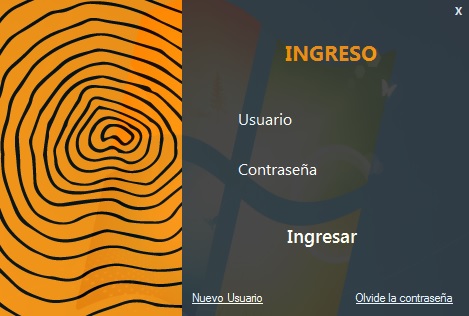 X
INGRESO
Usuario
Contraseña
Ingresar
Nuevo Usuario
Olvide la contraseña